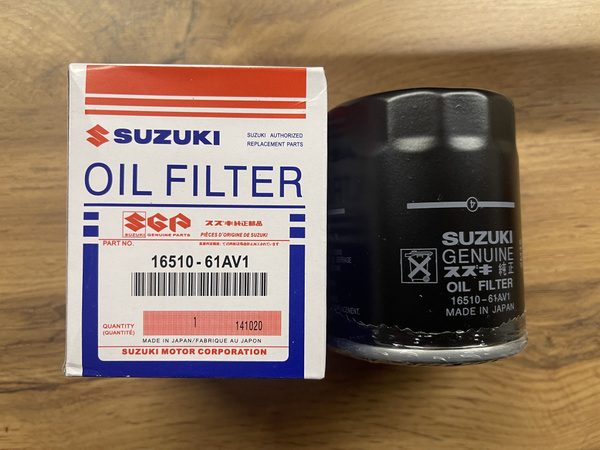 SUZUKI
SUZUKI AUTHORIZED
REPLACEMENT PARTS
OIL FILTER
SGP
スズキ純正部品
SUZUKI GENUINE PARTS
PIÈCES D'ORIGINE DE SUZUKI
PART NO.
16510-61AV1
QUANTITY
(QUANTITÉ)
1
141020
MADE IN JAPAN/FABRIQUE AU JAPON
SUZUKI MOTOR CORPORATION
4
SUZUKI
GENUINE
スズキ 純正
OIL FILTER
16510-61AV1
MADE IN JAPAN